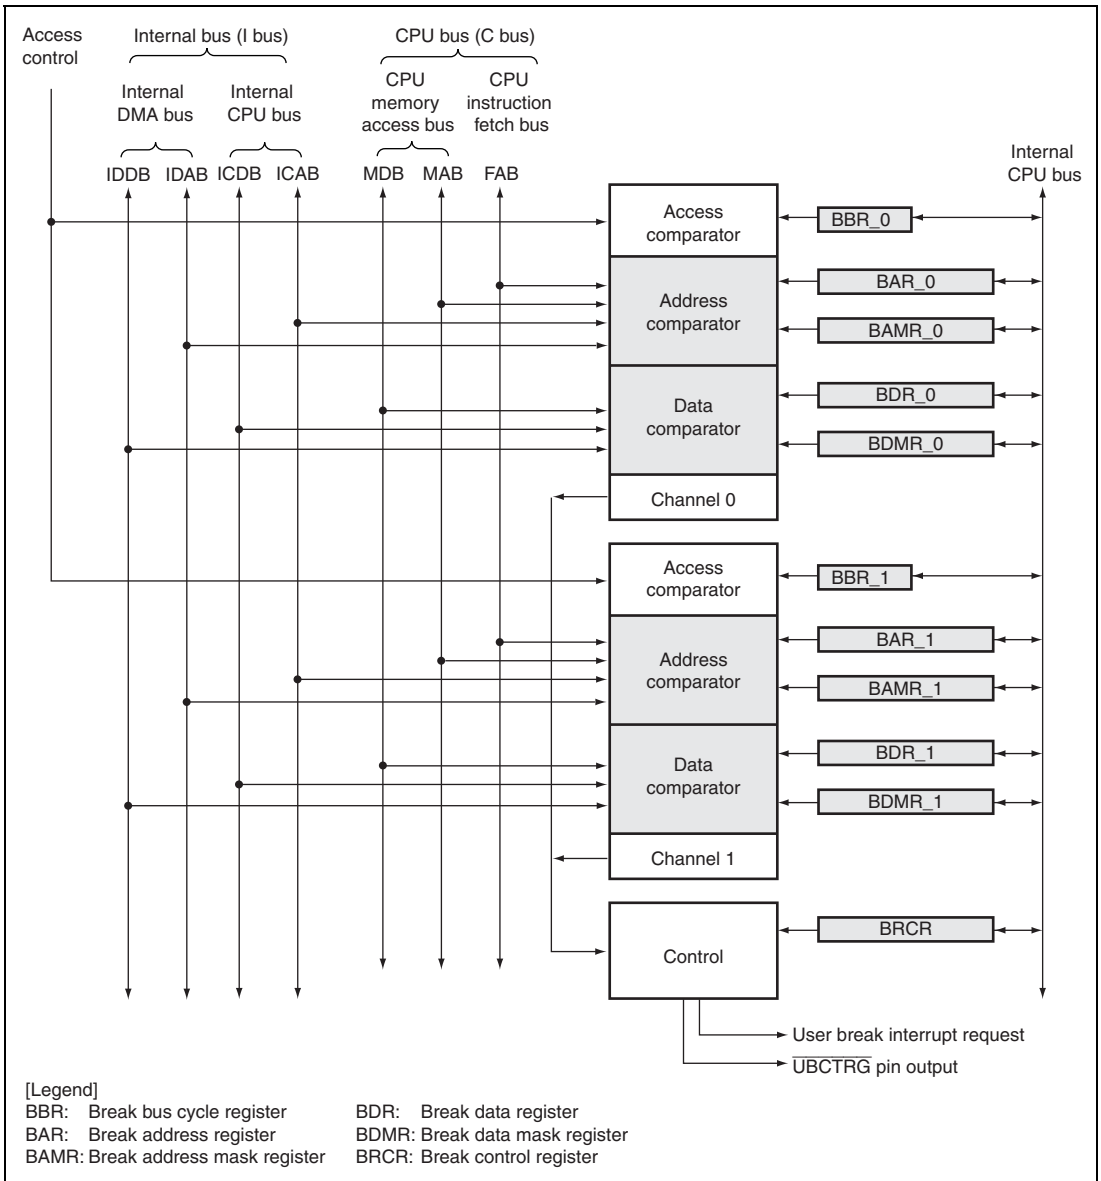 Access
control
Internal bus (I bus)
CPU bus (C bus)
Internal
DMA bus
Internal
CPU bus
CPU
memory
access bus
CPU
instruction
fetch bus
IDDB IDAB ICDB ICAB MDB MAB FAB
Internal
CPU bus
Access
comparator
BBR_0
Address
comparator
BAR_0
BAMR_0
Data
comparator
BDR_0
BDMR_0
Channel 0
Access
comparator
BBR_1
Address
comparator
BAR_1
BAMR_1
Data
comparator
BDR_1
BDMR_1
Channel 1
Control
BRCR
User break interrupt request
UBCTRG pin output
[Legend]
BBR: Break bus cycle register
BAR: Break address register
BAMR: Break address mask register
BDR: Break data register
BDMR: Break data mask register
BRCR: Break control register